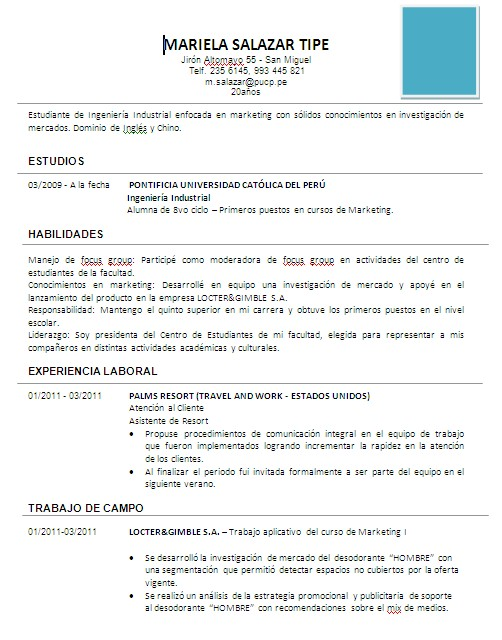 MARIELA SALAZAR TIPE
Jirón Altomayo 55 - San Miguel
Telf. 235 6145, 993 445 821
m.salazar@pucp.pe
20años
Estudiante de Ingeniería Industrial enfocada en marketing con sólidos conocimientos en investigación de
mercados. Dominio de Inglés y Chino.
ESTUDIOS
03/2009 - A la fecha PONTIFICIA UNIVERSIDAD CATÓLICA DEL PERÚ
Ingeniería Industrial
Alumna de 8vo ciclo – Primeros puestos en cursos de Marketing.
HABILIDADES
Manejo de focus group: Participé como moderadora de focus group en actividades del centro de
estudiantes de la facultad.
Conocimientos en marketing: Desarrollé en equipo una investigación de mercado y apoyé en el
lanzamiento del producto en la empresa LOCTER&GIMBLE S.A.
Responsabilidad: Mantengo el quinto superior en mi carrera y obtuve los primeros puestos en el nivel
escolar.
Liderazgo: Soy presidenta del Centro de Estudiantes de mi facultad, elegida para representar a mis
compañeros en distintas actividades académicas y culturales.
EXPERIENCIA LABORAL
01/2011 - 03/2011 PALMS RESORT (TRAVEL AND WORK - ESTADOS UNIDOS)
Atención al Cliente
Asistente de Resort
• Propuse procedimientos de comunicación integral en el equipo de trabajo
que fueron implementados logrando incrementar la rapidez en la atención
de los clientes.
• Al finalizar el periodo fui invitada formalmente a ser parte del equipo en el
siguiente verano.
TRABAJO DE CAMPO
01/2011-03/2011 LOCTER&GIMBLE S.A. – Trabajo aplicativo del curso de Marketing I
• Se desarrolló la investigación de mercado del desodorante “HOMBRE” con
una segmentación que permitió detectar espacios no cubiertos por la oferta
vigente.
• Se realizó un análisis de la estrategia promocional y publicitaria de soporte
al desodorante “HOMBRE” con recomendaciones sobre el mix de medios.